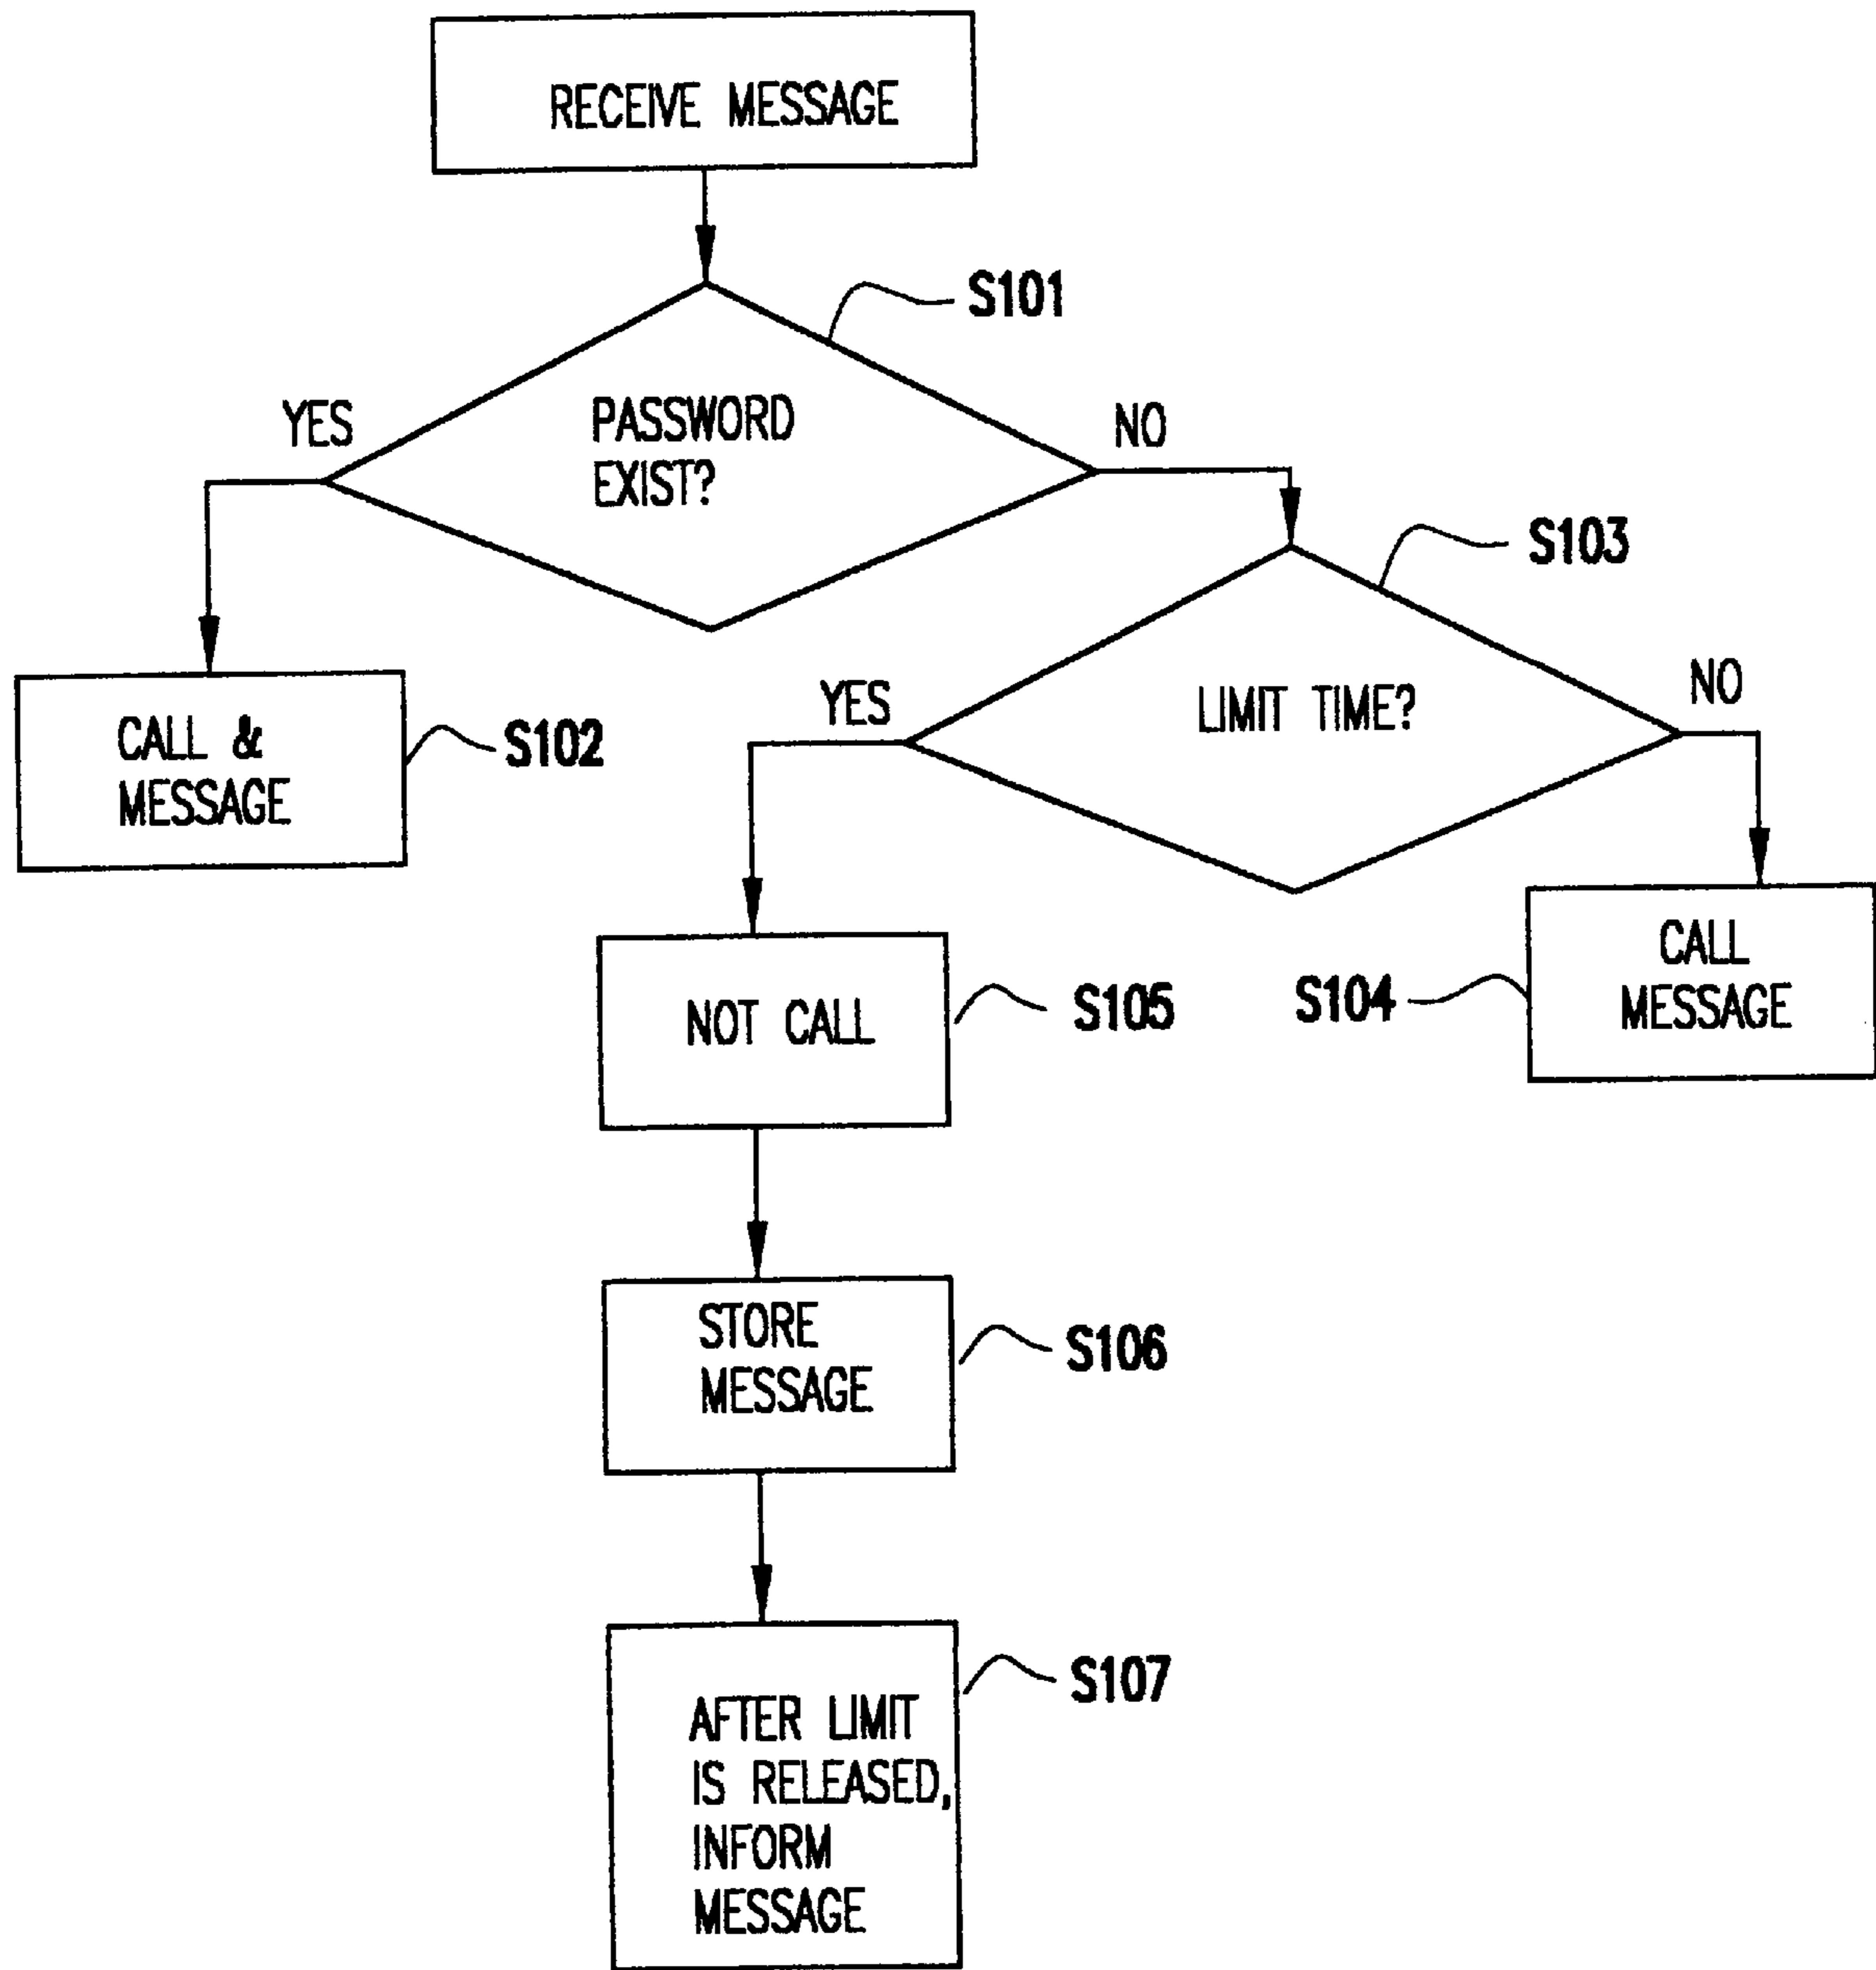 RECEIVE MESSAGE
S101
YES
PASSWORD
EXIST?
NO
S103
CALL &
MESSAGE
S102
YES
LIMIT TIME?
NO
NOT CALL
S105
S104
CALL
MESSAGE
STORE
MESSAGE
S106
AFTER LIMIT
IS RELEASED,
INFORM
MESSAGE
S107